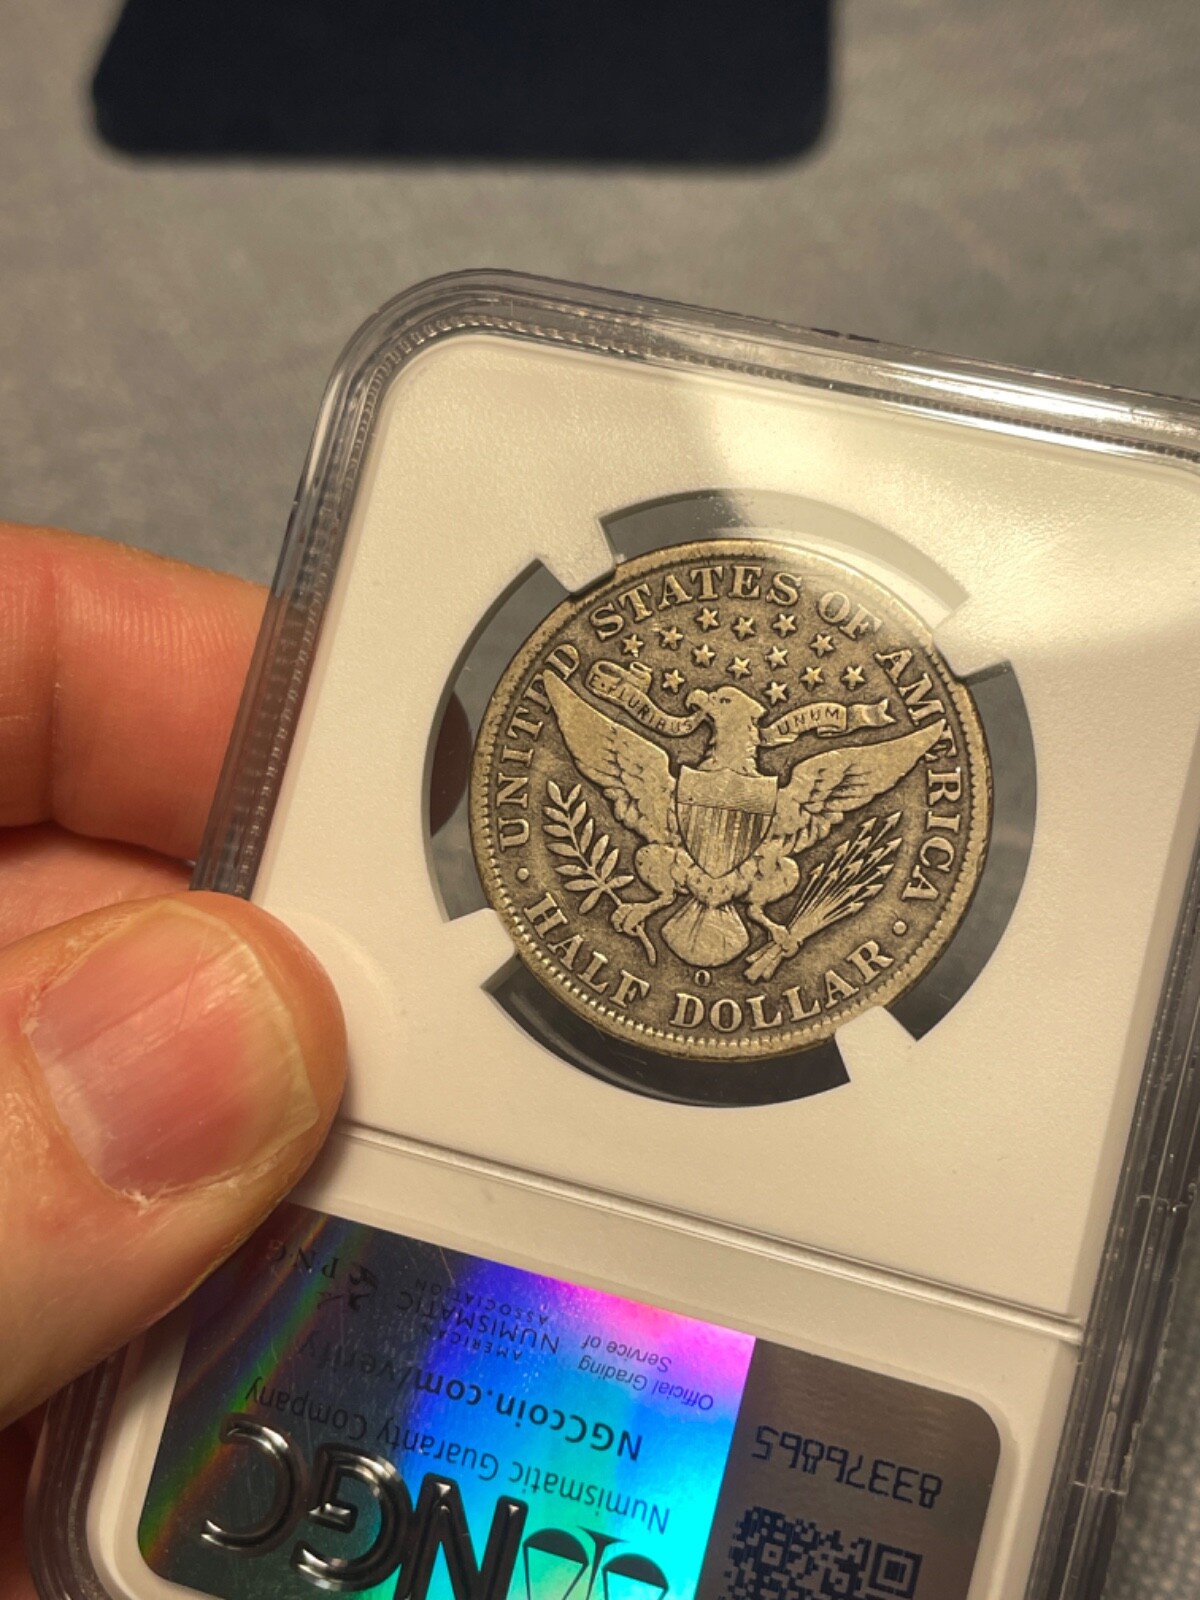 UNITED STATES OF AMERICA
E PLURIBUS UNUM
O
HALF DOLLAR
NGC
Numismatic Guaranty Company
NGCcoin.com/verify
Official Grading
Service of
AMERICAN
NUMISMATIC
ASSOCIATION
PNG
83376865